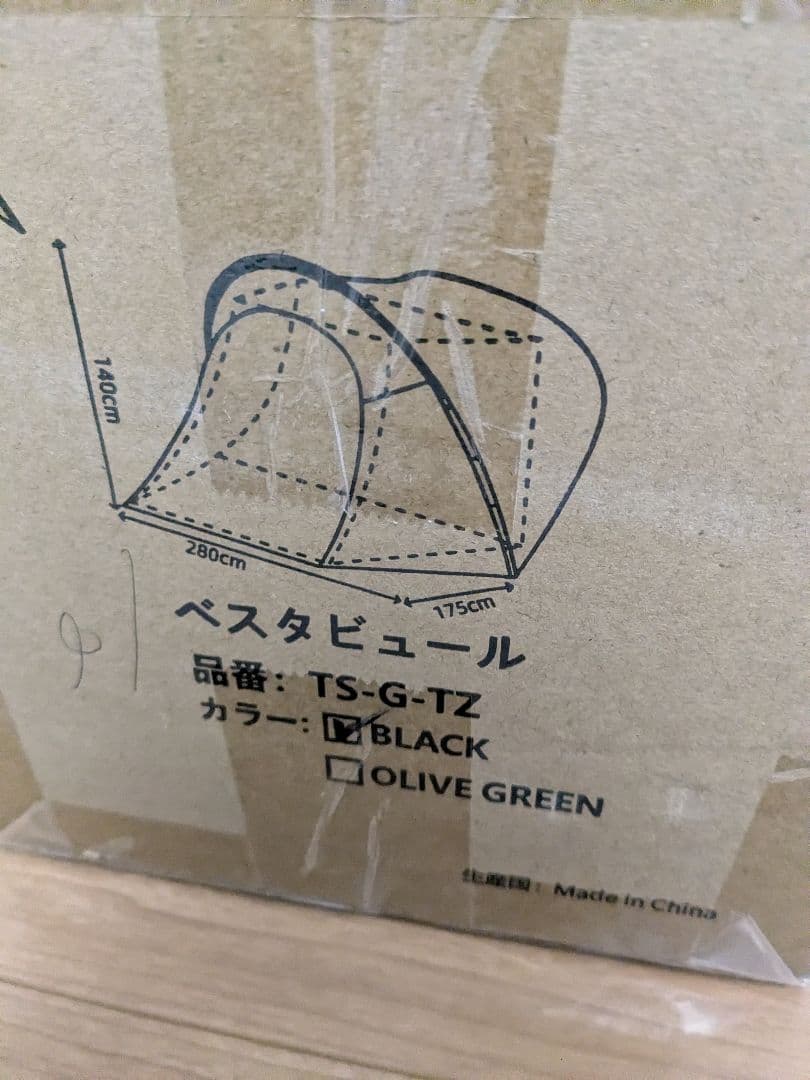 140cm
280cm
175cm
ベスタビュール
品番: TS-G-TZ
カラー: BLACK
OLIVE GREEN
生産国: Made in China